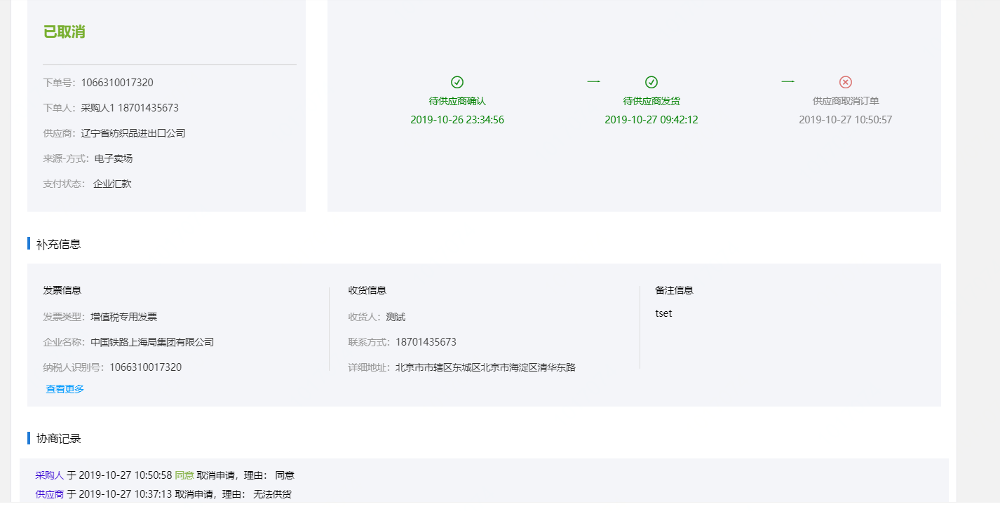 已取消
下单号：1066310017320
下单人：采购人1 18701435673
供应商：辽宁省纺织品进出口公司
来源-方式：电子卖场
支付状态： 企业汇款
待供应商确认
2019-10-26 23:34:56
待供应商发货
2019-10-27 09:42:12
供应商取消订单
2019-10-27 10:50:57
补充信息
发票信息
发票类型：增值税专用发票
企业名称：中国铁路上海局集团有限公司
纳税人识别号：1066310017320
查看更多
收货信息
收货人：测试
联系方式：18701435673
详细地址：北京市市辖区东城区北京市海淀区清华东路
备注信息
tset
协商记录
采购人 于 2019-10-27 10:50:58 同意 取消申请，理由： 同意
供应商 于 2019-10-27 10:37:13 取消申请，理由： 无法供货